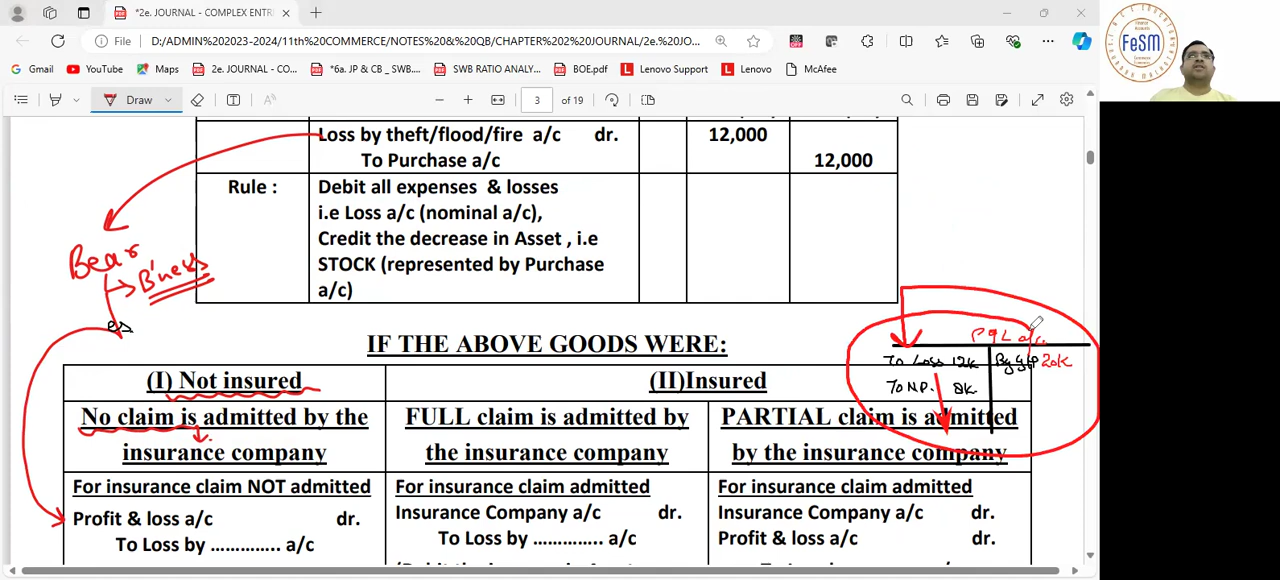 *2e. JOURNAL - COMPLEX ENTR
File
D:/ADMIN%202023-2024/11th%20COMMERCE/NOTES%20&%20QB/CHAPTER%202%20JOURNAL/2e.%20JO...
Gmail
YouTube
Maps
2e. JOURNAL - CO...
*6a. JP & CB _ SWB....
SWB RATIO ANALY...
BOE.pdf
Lenovo Support
Lenovo
McAfee
Draw
3 of 19
FeSM
Loss by theft/flood/fire a/c dr. 12,000
To Purchase a/c 12,000
Rule :
Debit all expenses & losses
i.e Loss a/c (nominal a/c),
Credit the decrease in Asset , i.e
STOCK (represented by Purchase
a/c)
Bear
B'ness
P & L a/c.
To Loss 12k By G/P 20k
To NP. 8k
IF THE ABOVE GOODS WERE:
(I) Not insured
(II)Insured
No claim is admitted by the
insurance company
FULL claim is admitted by
the insurance company
PARTIAL claim is admitted
by the insurance company
For insurance claim NOT admitted
Profit & loss a/c dr.
To Loss by .............. a/c
For insurance claim admitted
Insurance Company a/c dr.
To Loss by .............. a/c
For insurance claim admitted
Insurance Company a/c dr.
Profit & loss a/c dr.